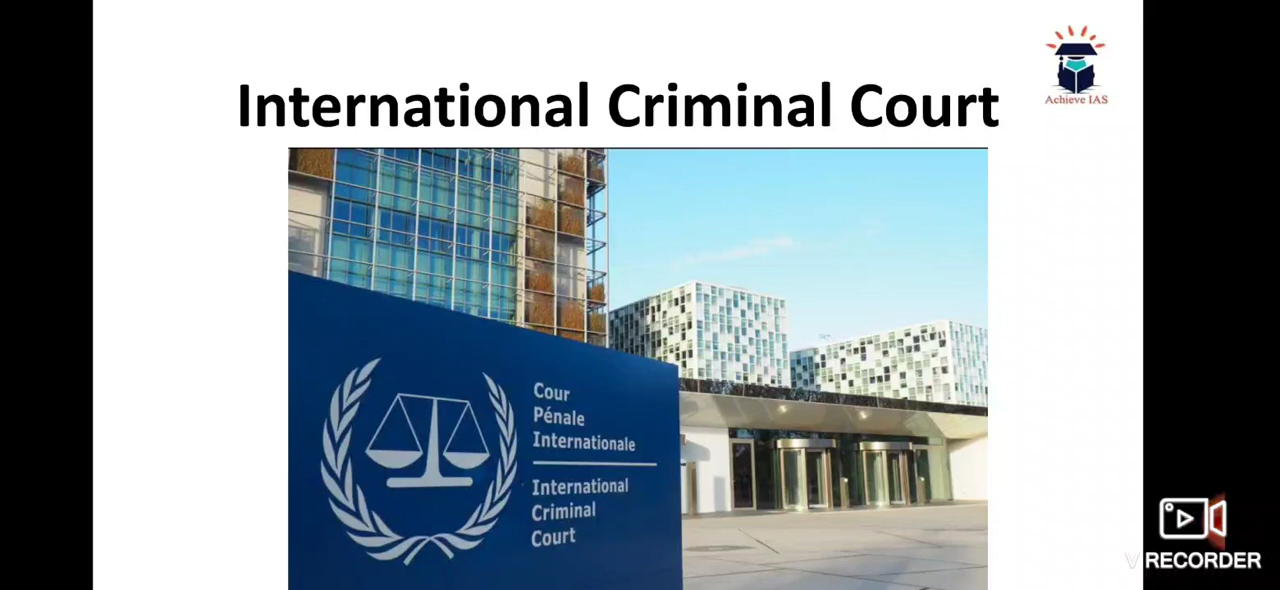 International Criminal Court
Achieve IAS
Cour
Pénale
Internationale
International
Criminal
Court
V RECORDER